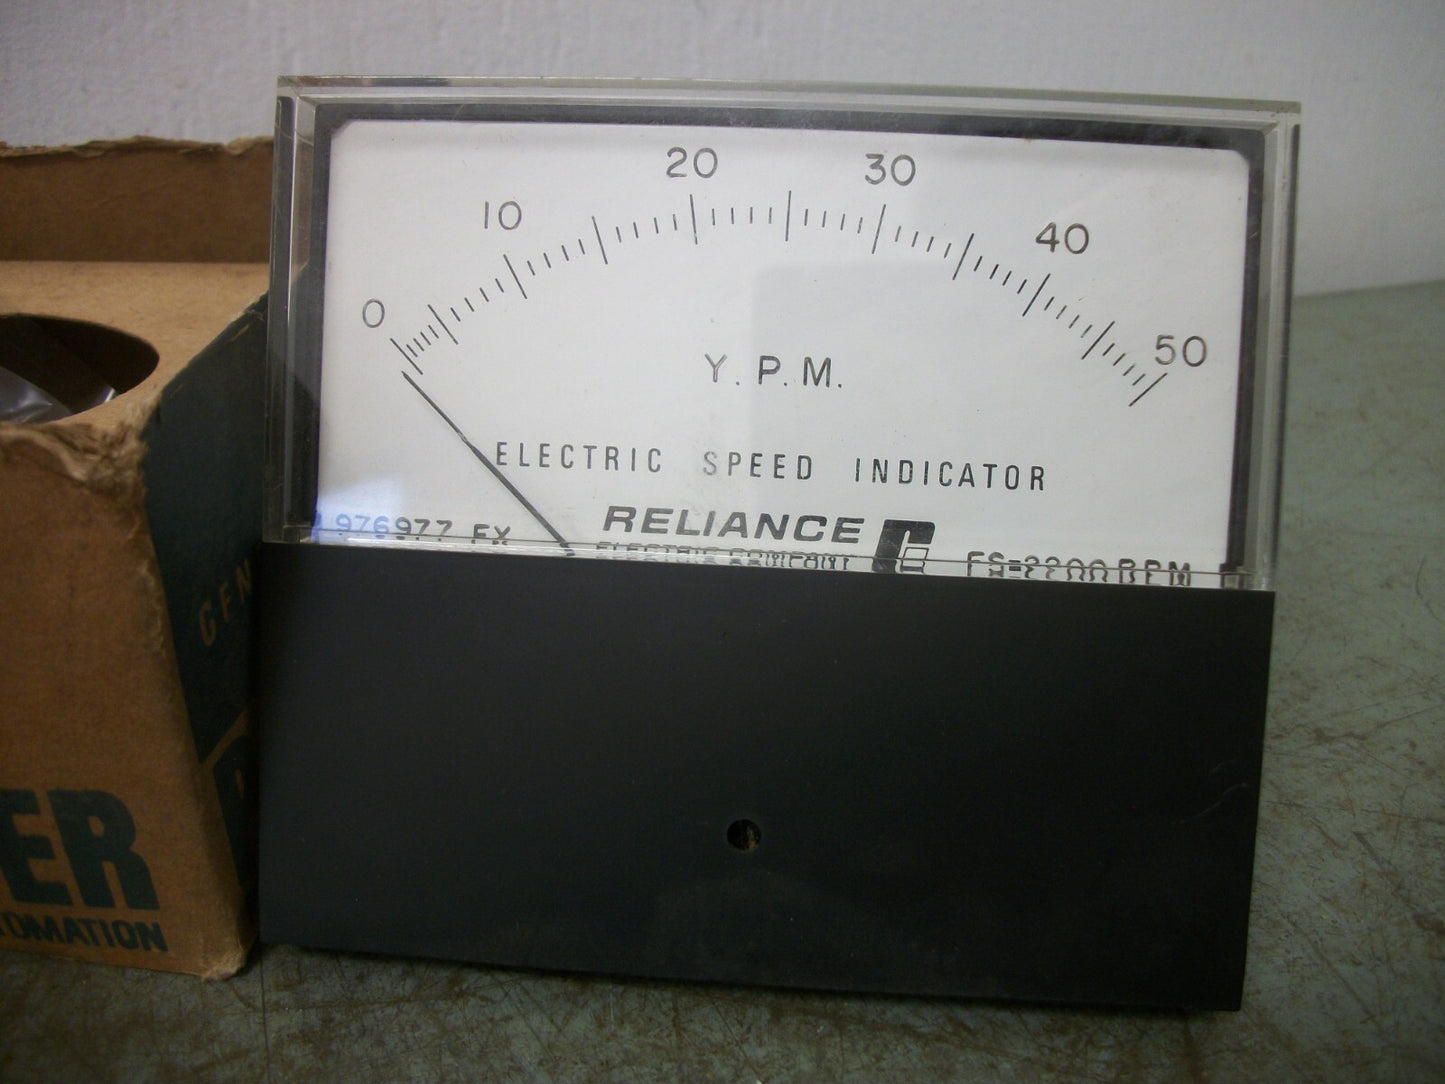 0 10 20 30 40 50
Y.P.M.
ELECTRIC SPEED INDICATOR
RELIANCE
976977 FX
ELECTRIC COMPANY
FS=2200 RPM
GEN
ER
TOMATION